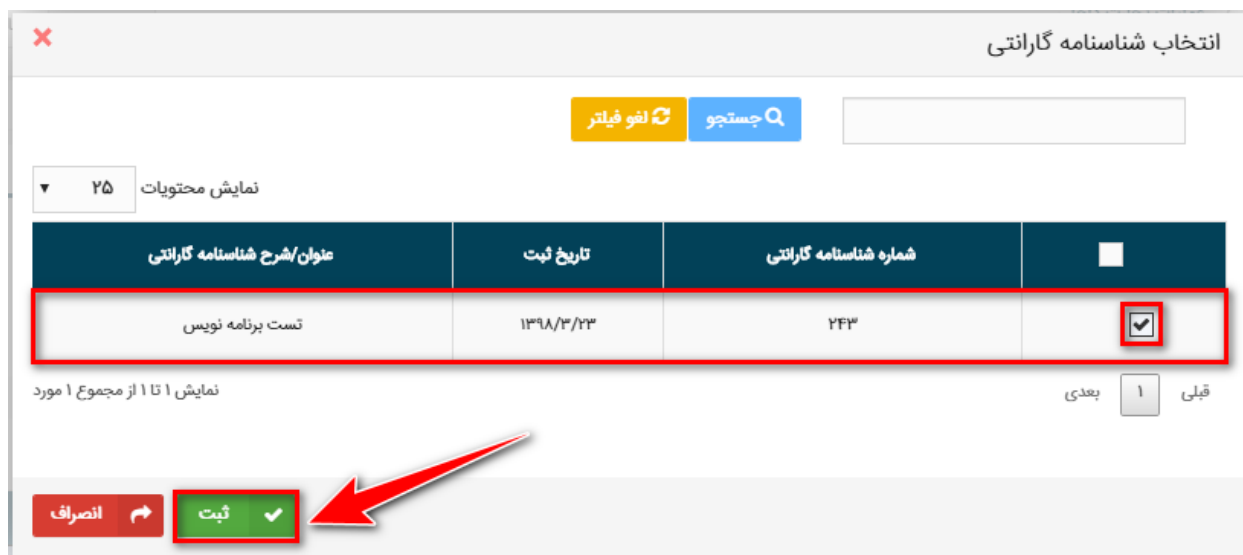 انتخاب شناسنامه گارانتی
جستجو لغو فیلتر
نمایش محتویات ۲۵
شماره شناسنامه گارانتی تاریخ ثبت عنوان/شرح شناسنامه گارانتی
۲۴۳ ۱۳۹۸/۳/۲۳ تست برنامه نویس
قبلی ۱ بعدی نمایش ۱ تا ۱ از مجموع ۱ مورد
ثبت انصراف